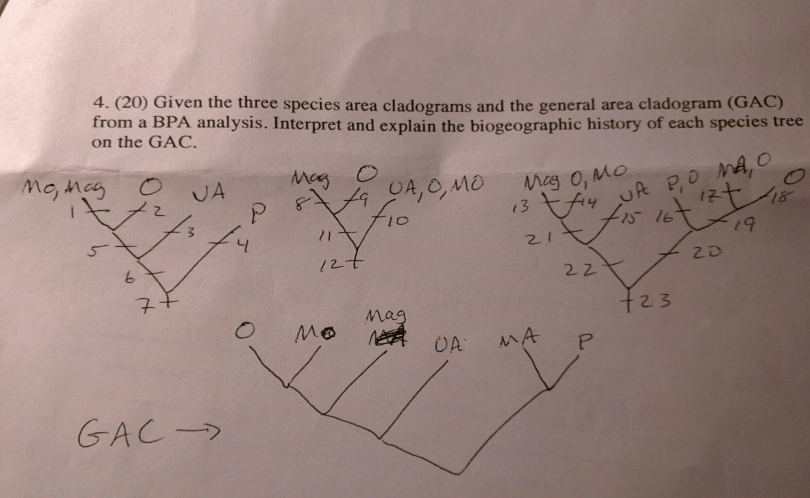 4. (20) Given the three species area cladograms and the general area cladogram (GAC)
from a BPA analysis. Interpret and explain the biogeographic history of each species tree
on the GAC.
Mo, Mag O UA P
1 2 3 4
5
6
7
Mag O UA, O, MO
8 9 10
11
12
Mag O, Mo UA P, O MA, O O
13 14 15 16 17 18
21 19
22 20
23
O Mo Mag UA MA P
GAC →